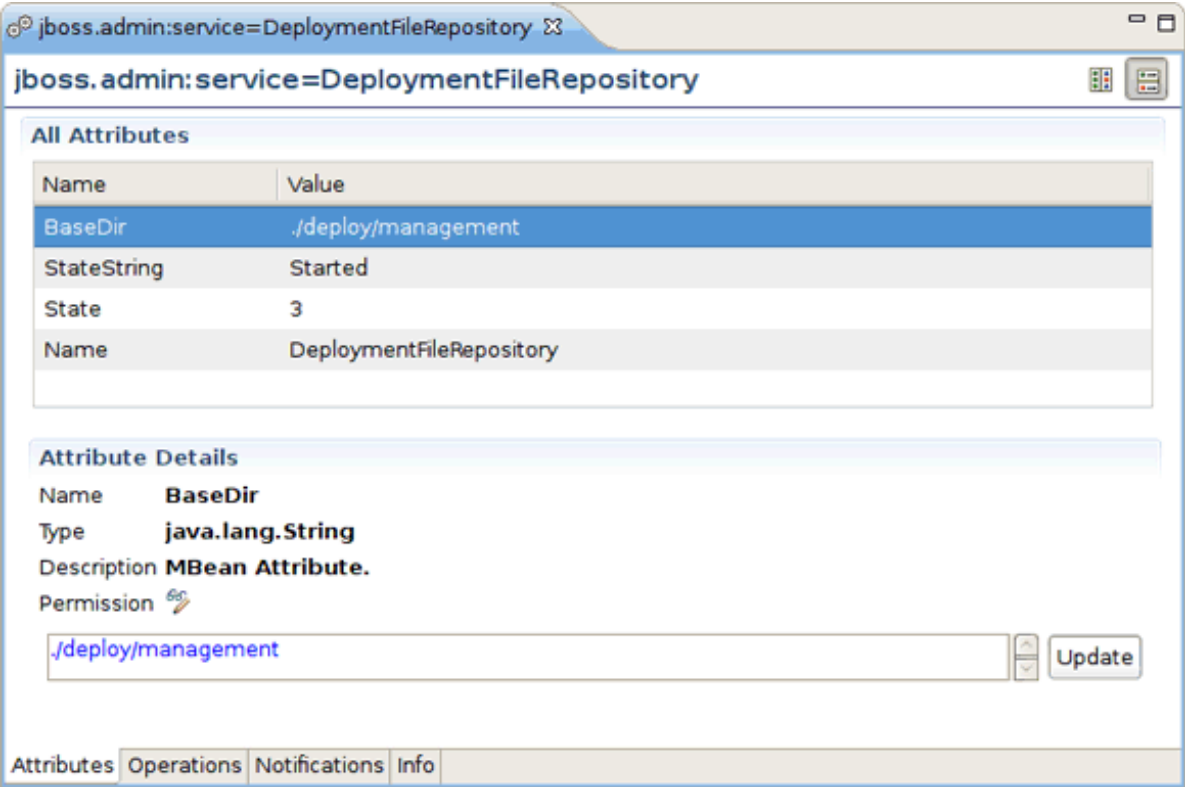 jboss.admin:service=DeploymentFileRepository
jboss.admin:service=DeploymentFileRepository
All Attributes
Name Value
BaseDir ./deploy/management
StateString Started
State 3
Name DeploymentFileRepository
Attribute Details
Name BaseDir
Type java.lang.String
Description MBean Attribute.
Permission
./deploy/management Update
Attributes Operations Notifications Info